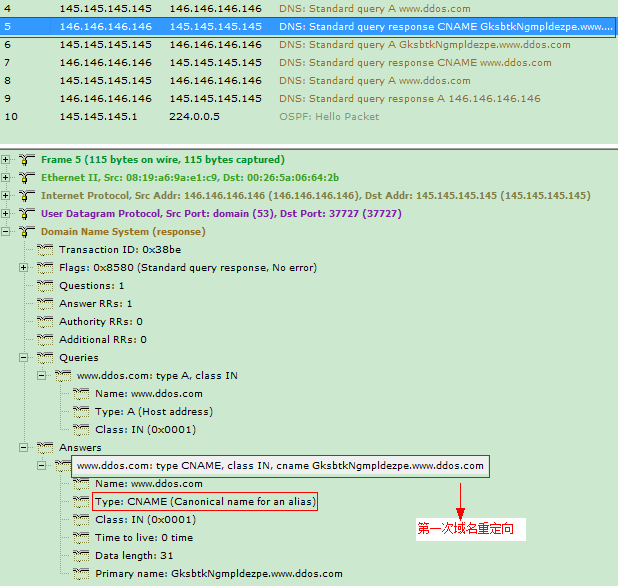 4 145.145.145.145 146.146.146.146 DNS: Standard query A www.ddos.com
5 146.146.146.146 145.145.145.145 DNS: Standard query response CNAME GksbtkNgmpldezpe.www....
6 145.145.145.145 146.146.146.146 DNS: Standard query A GksbtkNgmpldezpe.www.ddos.com
7 146.146.146.146 145.145.145.145 DNS: Standard query response CNAME www.ddos.com
8 145.145.145.145 146.146.146.146 DNS: Standard query A www.ddos.com
9 146.146.146.146 145.145.145.145 DNS: Standard query response A 146.146.146.146
10 145.145.145.1 224.0.0.5 OSPF: Hello Packet
Frame 5 (115 bytes on wire, 115 bytes captured)
Ethernet II, Src: 08:19:a6:9a:e1:c9, Dst: 00:26:5a:06:64:2b
Internet Protocol, Src Addr: 146.146.146.146 (146.146.146.146), Dst Addr: 145.145.145.145 (145.145.145.145)
User Datagram Protocol, Src Port: domain (53), Dst Port: 37727 (37727)
Domain Name System (response)
Transaction ID: 0x38be
Flags: 0x8580 (Standard query response, No error)
Questions: 1
Answer RRs: 1
Authority RRs: 0
Additional RRs: 0
Queries
www.ddos.com: type A, class IN
Name: www.ddos.com
Type: A (Host address)
Class: IN (0x0001)
Answers
www.ddos.com: type CNAME, class IN, cname GksbtkNgmpldezpe.www.ddos.com
Name: www.ddos.com
Type: CNAME (Canonical name for an alias)
Class: IN (0x0001)
Time to live: 0 time
Data length: 31
Primary name: GksbtkNgmpldezpe.www.ddos.com
第一次域名重定向